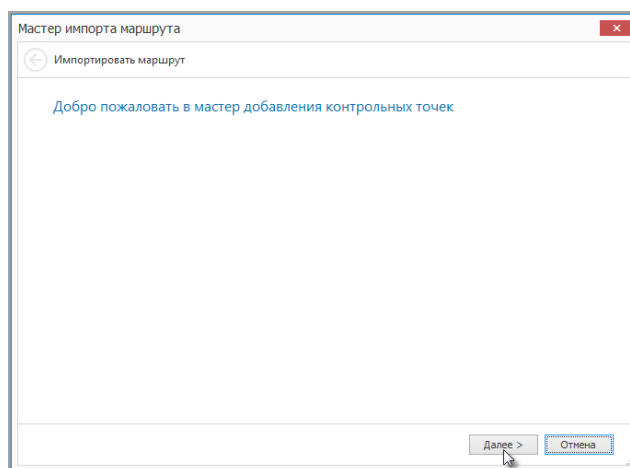 Мастер импорта маршрута
Импортировать маршрут
Добро пожаловать в мастер добавления контрольных точек
Далее >
Отмена